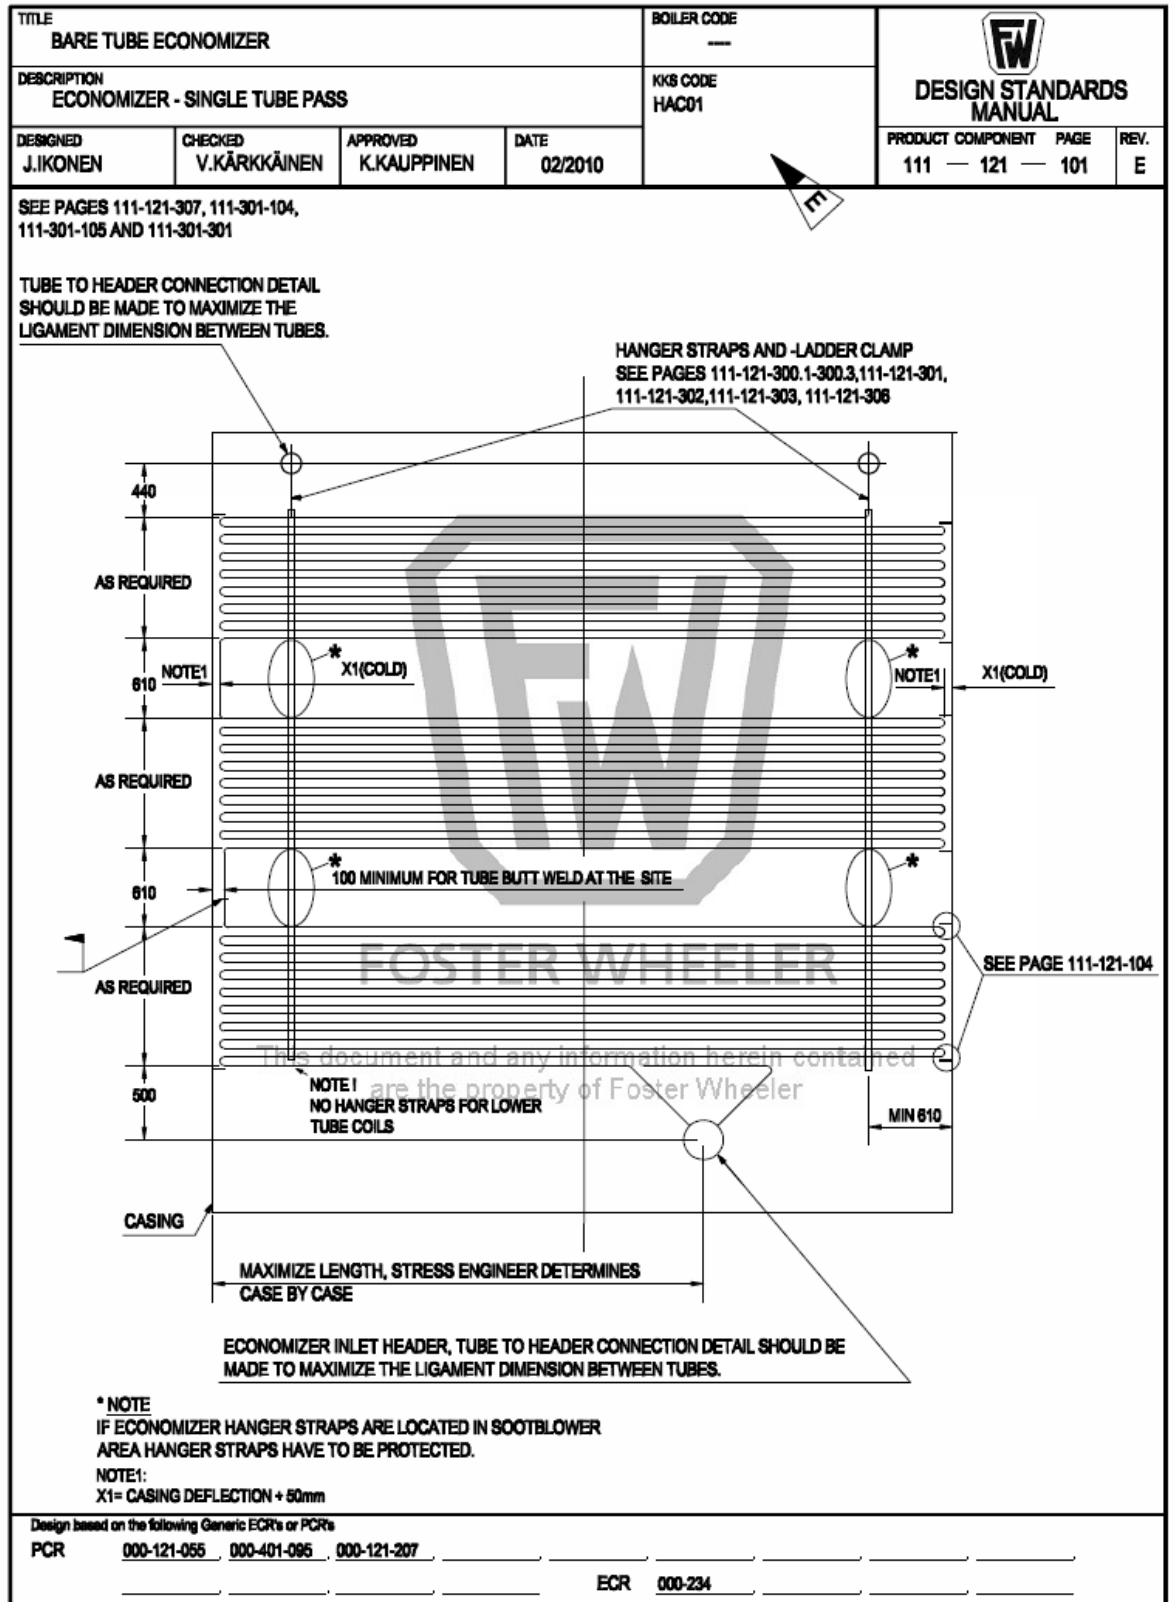 TITLE
BARE TUBE ECONOMIZER
BOILER CODE
----
DESCRIPTION
ECONOMIZER - SINGLE TUBE PASS
KKS CODE
HAC01
FW
DESIGN STANDARDS
MANUAL
DESIGNED
J.IKONEN
CHECKED
V.KÄRKKÄINEN
APPROVED
K.KAUPPINEN
DATE
02/2010
PRODUCT COMPONENT PAGE REV.
111 — 121 — 101 E
E
SEE PAGES 111-121-307, 111-301-104,
111-301-105 AND 111-301-301
TUBE TO HEADER CONNECTION DETAIL
SHOULD BE MADE TO MAXIMIZE THE
LIGAMENT DIMENSION BETWEEN TUBES.
HANGER STRAPS AND -LADDER CLAMP
SEE PAGES 111-121-300.1-300.3,111-121-301,
111-121-302,111-121-303, 111-121-306
440
AS REQUIRED
610
NOTE1
* X1(COLD)
*
NOTE1
X1(COLD)
FW
AS REQUIRED
610
*
100 MINIMUM FOR TUBE BUTT WELD AT THE SITE
*
FOSTER WHEELER
SEE PAGE 111-121-104
AS REQUIRED
This document and any information herein contained
are the property of Foster Wheeler
500
NOTE !
NO HANGER STRAPS FOR LOWER
TUBE COILS
MIN 610
CASING
MAXIMIZE LENGTH, STRESS ENGINEER DETERMINES
CASE BY CASE
ECONOMIZER INLET HEADER, TUBE TO HEADER CONNECTION DETAIL SHOULD BE
MADE TO MAXIMIZE THE LIGAMENT DIMENSION BETWEEN TUBES.
* NOTE
IF ECONOMIZER HANGER STRAPS ARE LOCATED IN SOOTBLOWER
AREA HANGER STRAPS HAVE TO BE PROTECTED.
NOTE1:
X1= CASING DEFLECTION + 50mm
Design based on the following Generic ECR's or PCR's
PCR 000-121-055 , 000-401-095 , 000-121-207
ECR 000-234